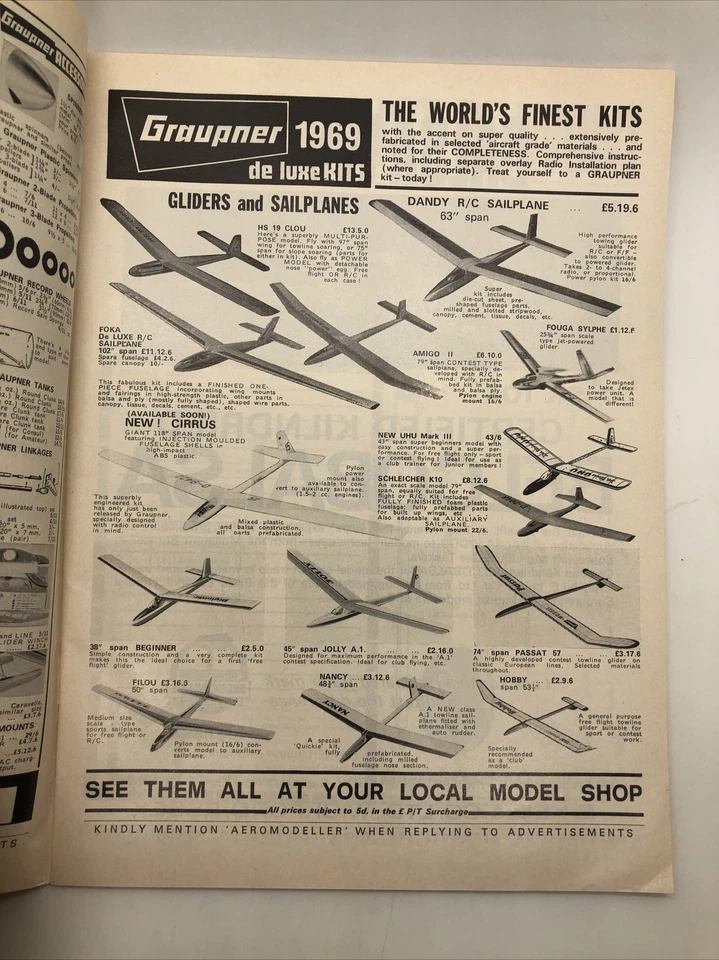 Graupner ACCESS
Graupner 1969
de luxe KITS
THE WORLD'S FINEST KITS
with the accent on super quality . . . extensively pre-
fabricated in selected 'aircraft grade' materials . . . and
noted for their COMPLETENESS. Comprehensive instruc-
tions, including separate overlay Radio Installation plan
(where appropriate). Treat yourself to a GRAUPNER
kit – today !
GLIDERS and SAILPLANES
HS 19 CLOU £13.5.0
Here's a superbly MULTI-PUR-
POSE model. Fly with 97" span
wing for towline soaring, or 75"
span for slope soaring (parts for
either in kit). Also fly as POWER
MODEL with detachable
nose "power" egg. Free
flight OR R/C in
each case !
DANDY R/C SAILPLANE ... £5.19.6
63" span
High performance
towing glider
suitable for
R/C or F/F –
also convertible
to powered glider.
Takes 2- to 4-channel
radio, or proportional.
Power pylon kit 16/6
Super
kit includes
die-cut sheet, pre-
shaped fuselage parts,
milled and slotted stripwood,
canopy, cement, tissue, decals, etc.
FOKA
De LUXE R/C
SAILPLANE
102" span £11.12.6
Spare fuselage £4.2.6.
Spare canopy 10/-
This fabulous kit includes a FINISHED ONE-
PIECE FUSELAGE incorporating wing mounts
and fairings in high-strength plastic, other parts in
balsa and ply (mostly fully shaped), shaped wire parts,
canopy, tissue, decals, cement, etc., etc.
AMIGO II £6.10.0
79" span CONTEST TYPE
sailplane, specially de-
veloped with R/C in
mind. Fully prefab-
bed kit in balsa
and balsa ply.
Pylon engine
mount 16/6
FOUGA SYLPHE £1.12.6
25¾" span scale
type jet-powered
glider.
Designed
to take Jetex
power unit. A
model that is
different!
(AVAILABLE SOON!)
NEW ! CIRRUS
GIANT 118" SPAN model
featuring INJECTION MOULDED
FUSELAGE SHELLS in
high-impact
ABS plastic
Pylon
power
mount also
available to con-
vert to auxiliary sailplane.
(1.5–2 cc. engines).
This superbly
engineered kit
has only just been
released by Graupner,
specially designed
with radio control
in mind.
Mixed plastic
and balsa construction,
all parts prefabricated.
NEW UHU Mark III 43/6
43" span super beginners model with
easy construction and a super per-
formance. For free flight only – sport
or contest flying ! Ideal for use as
a club trainer for junior members !
SCHLEICHER K10 £8.12.6
An exact scale model 79"
span, equally suited for free
flight or R/C. Kit includes
FULLY FINISHED foam plastic
fuselage; fully prefabbed parts
for built up wings, etc.
Also adaptable as AUXILIARY
SAILPLANE
Pylon mount 22/6.
38" span BEGINNER £2.5.0
Simple construction and a very complete kit
makes this the ideal choice for a first 'free
flight' glider.
45" span JOLLY A.1. ... £2.16.0
Designed for maximum performance in the 'A.1'
contest specification. Ideal for club flying, etc.
74" span PASSAT 57 ... £3.17.6
A highly developed contest towline glider on
classic European lines. Selected materials
throughout.
FILOU £3.16.6
50" span
Medium size
scale - type
sports sailplane
for free flight or
R/C.
Pylon mount (16/6) con-
verts model to auxiliary
sailplane.
NANCY ... £3.12.6
48¾" span
A NEW class
A.1 towline sail-
plane fitted with
ethermeter and
auto rudder.
A special
'Quickie' kit,
fully prefabricated,
including milled
fuselage nose section.
HOBBY ... £2.9.6
span 53½"
A general purpose
free flight towline
glider suitable for
sport or contest
work.
Specially
recommended
as a 'club'
model.
SEE THEM ALL AT YOUR LOCAL MODEL SHOP
All prices subject to 5d. in the £ P/T Surcharge
KINDLY MENTION 'AEROMODELLER' WHEN REPLYING TO ADVERTISEMENTS